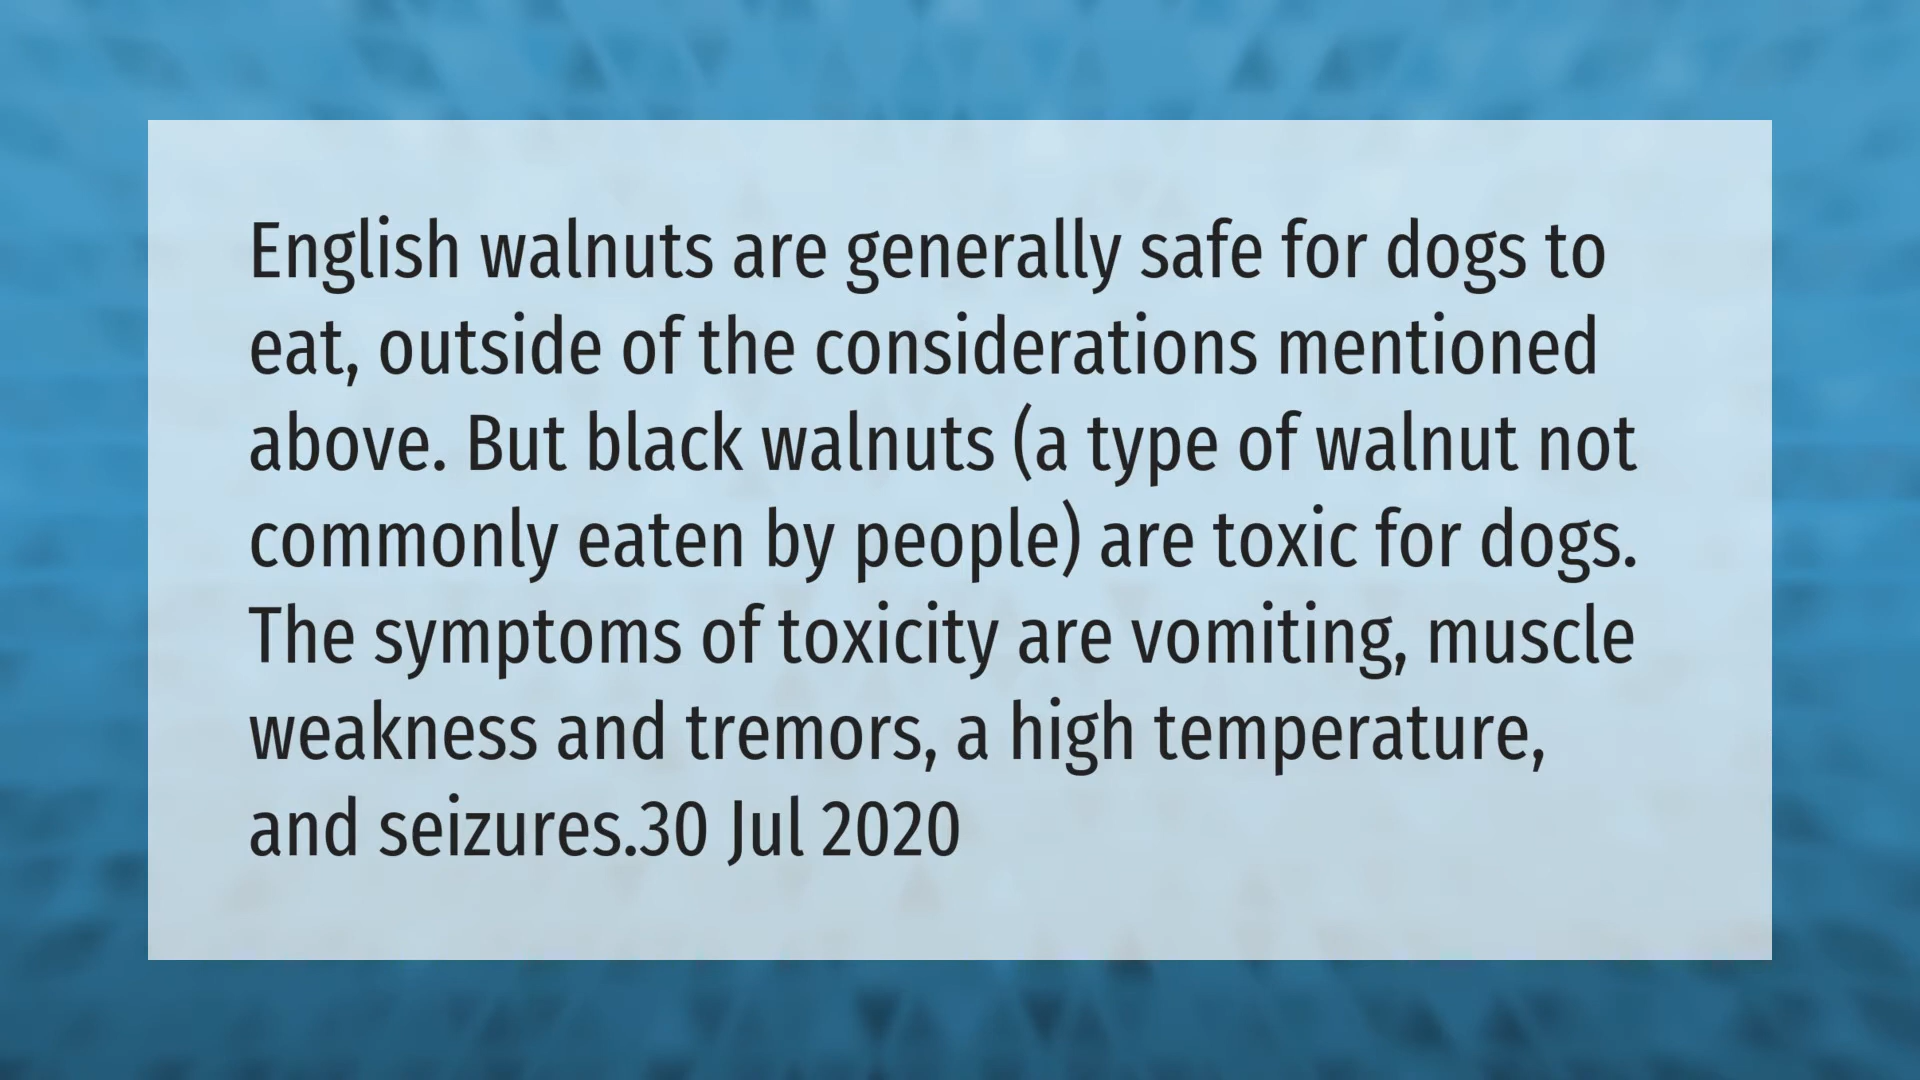 English walnuts are generally safe for dogs to
eat, outside of the considerations mentioned
above. But black walnuts (a type of walnut not
commonly eaten by people) are toxic for dogs.
The symptoms of toxicity are vomiting, muscle
weakness and tremors, a high temperature,
and seizures.30 Jul 2020